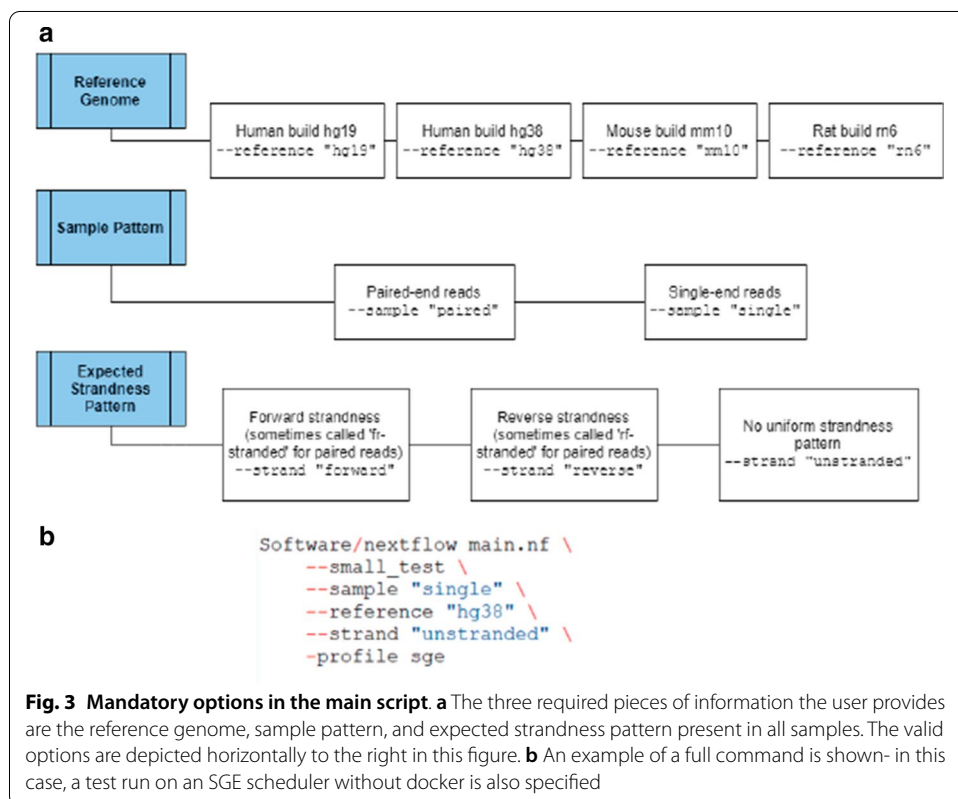 a
Reference
Genome
Human build hg19
--reference "hg19"
Human build hg38
--reference "hg38"
Mouse build mm10
--reference "mm10"
Rat build rn6
--reference "rn6"
Sample Pattern
Paired-end reads
--sample "paired"
Single-end reads
--sample "single"
Expected
Strandness
Pattern
Forward strandness
(sometimes called 'fr-
stranded' for paired reads)
--strand "forward"
Reverse strandness
(sometimes called 'rf-
stranded' for paired reads)
--strand "reverse"
No uniform strandness
pattern
--strand "unstranded"
b
Software/nextflow main.nf \
--small_test \
--sample "single" \
--reference "hg38" \
--strand "unstranded" \
-profile sge
Fig. 3 Mandatory options in the main script. a The three required pieces of information the user provides
are the reference genome, sample pattern, and expected strandness pattern present in all samples. The valid
options are depicted horizontally to the right in this figure. b An example of a full command is shown- in this
case, a test run on an SGE scheduler without docker is also specified